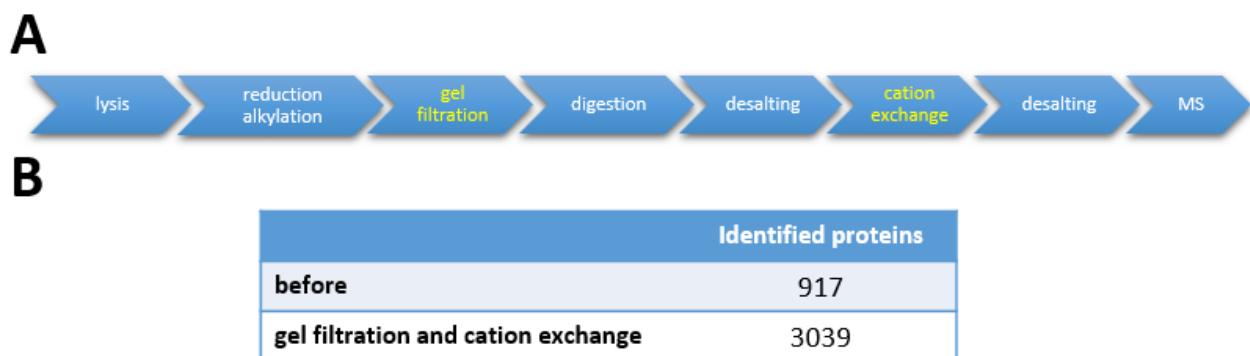 A
lysis
reduction
alkylation
gel
filtration
digestion
desalting
cation
exchange
desalting
MS
B
Identified proteins
before 917
gel filtration and cation exchange 3039